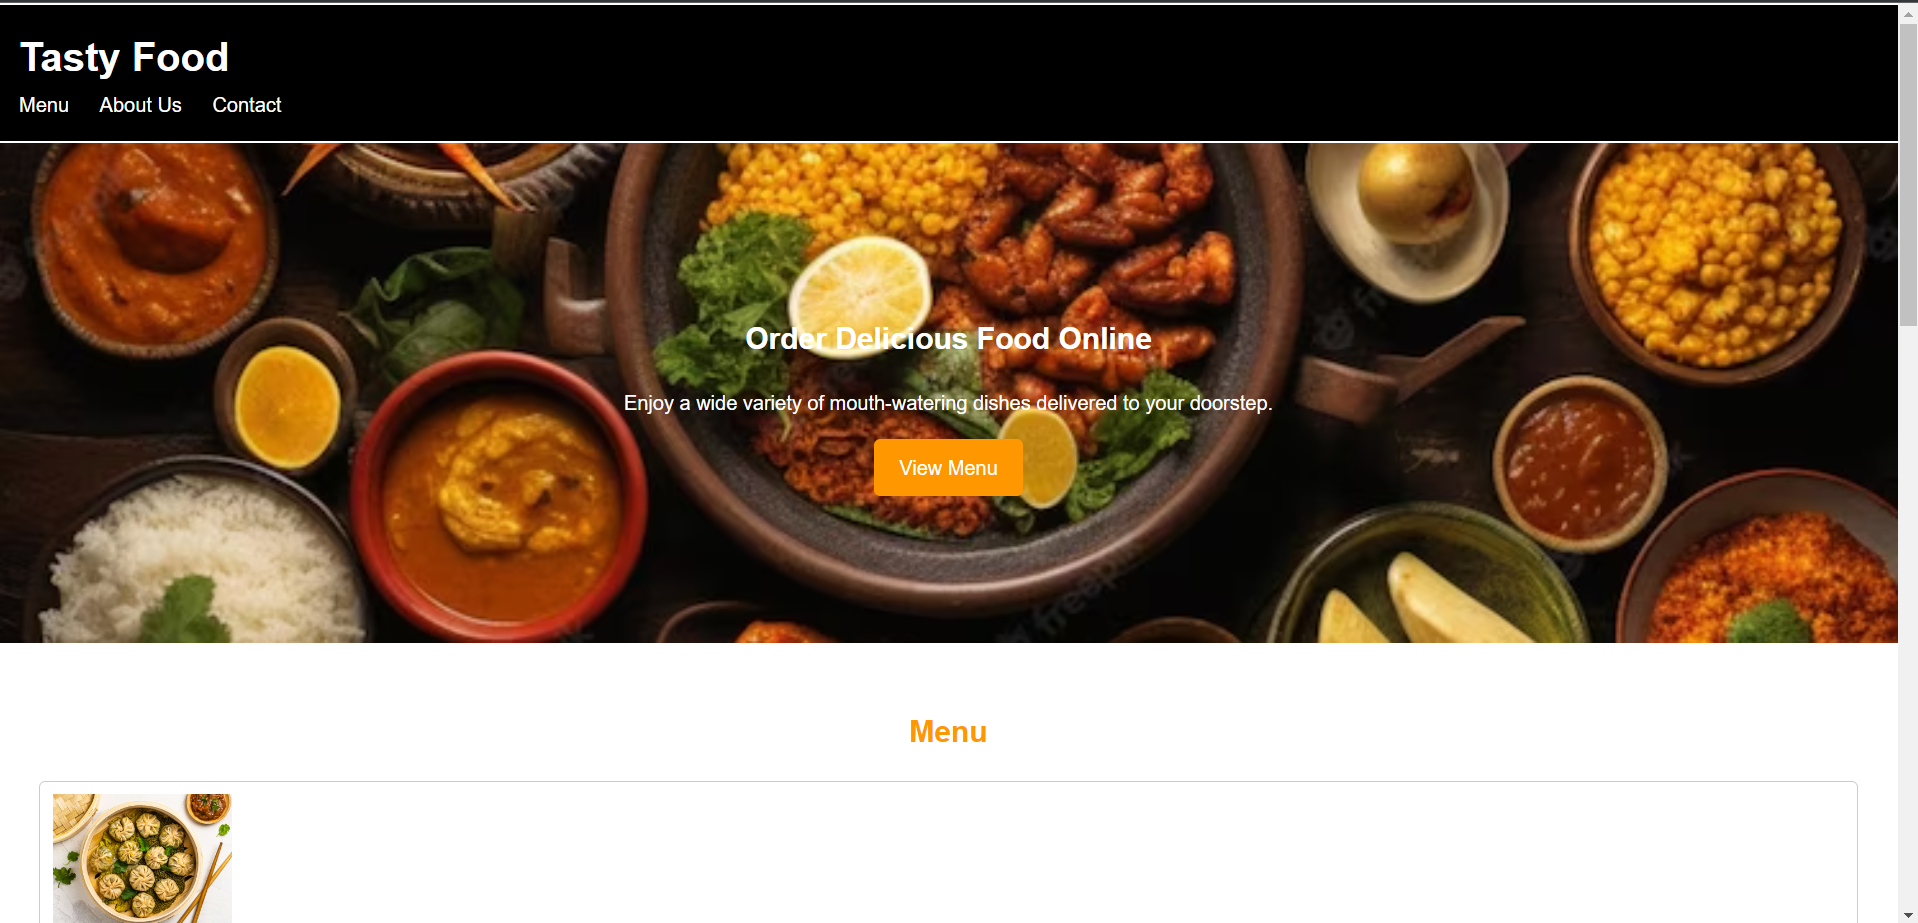 Tasty Food
Menu About Us Contact
Order Delicious Food Online
Enjoy a wide variety of mouth-watering dishes delivered to your doorstep.
View Menu
Menu